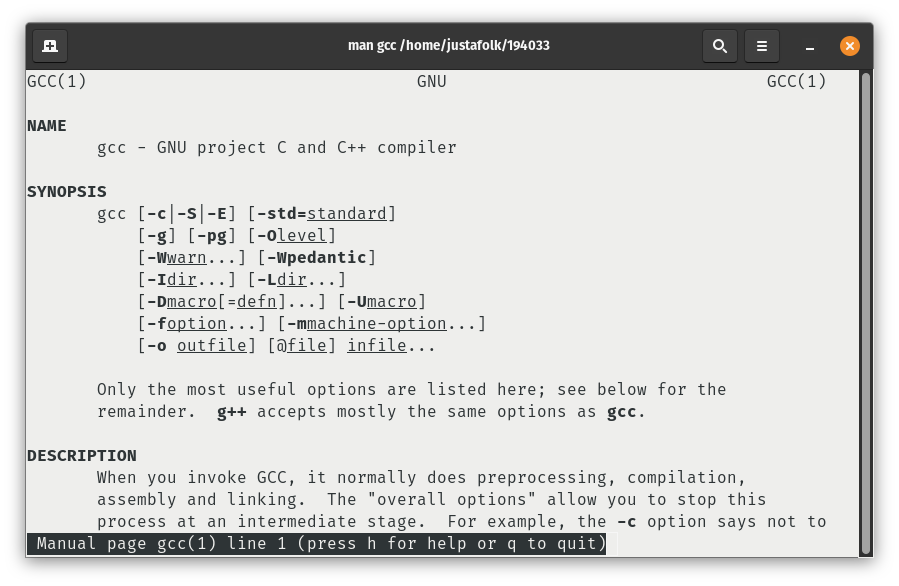 man gcc /home/justafolk/194033
GCC(1) GNU GCC(1)
NAME
gcc - GNU project C and C++ compiler
SYNOPSIS
gcc [-c|-S|-E] [-std=standard]
[-g] [-pg] [-Olevel]
[-Wwarn...] [-Wpedantic]
[-Idir...] [-Ldir...]
[-Dmacro[=defn]...] [-Umacro]
[-foption...] [-mmachine-option...]
[-o outfile] [@file] infile...
Only the most useful options are listed here; see below for the
remainder.  g++ accepts mostly the same options as gcc.
DESCRIPTION
When you invoke GCC, it normally does preprocessing, compilation,
assembly and linking.  The "overall options" allow you to stop this
process at an intermediate stage.  For example, the -c option says not to
Manual page gcc(1) line 1 (press h for help or q to quit)